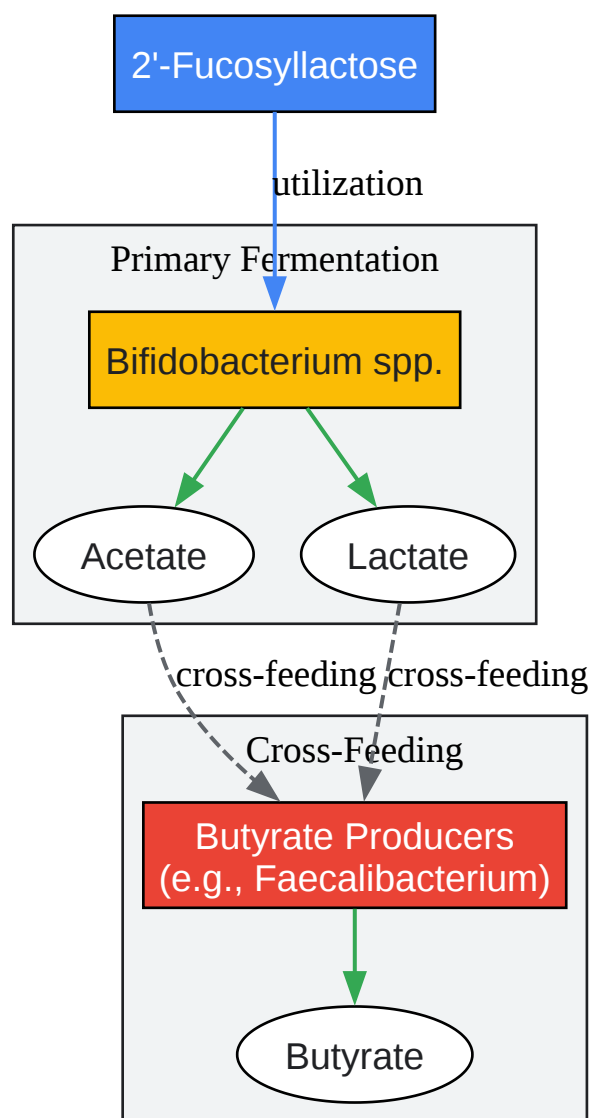 2'-Fucosyllactose
utilization
Primary Fermentation
Bifidobacterium spp.
Acetate
Lactate
cross-feeding
cross-feeding
Cross-Feeding
Butyrate Producers
(e.g., Faecalibacterium)
Butyrate